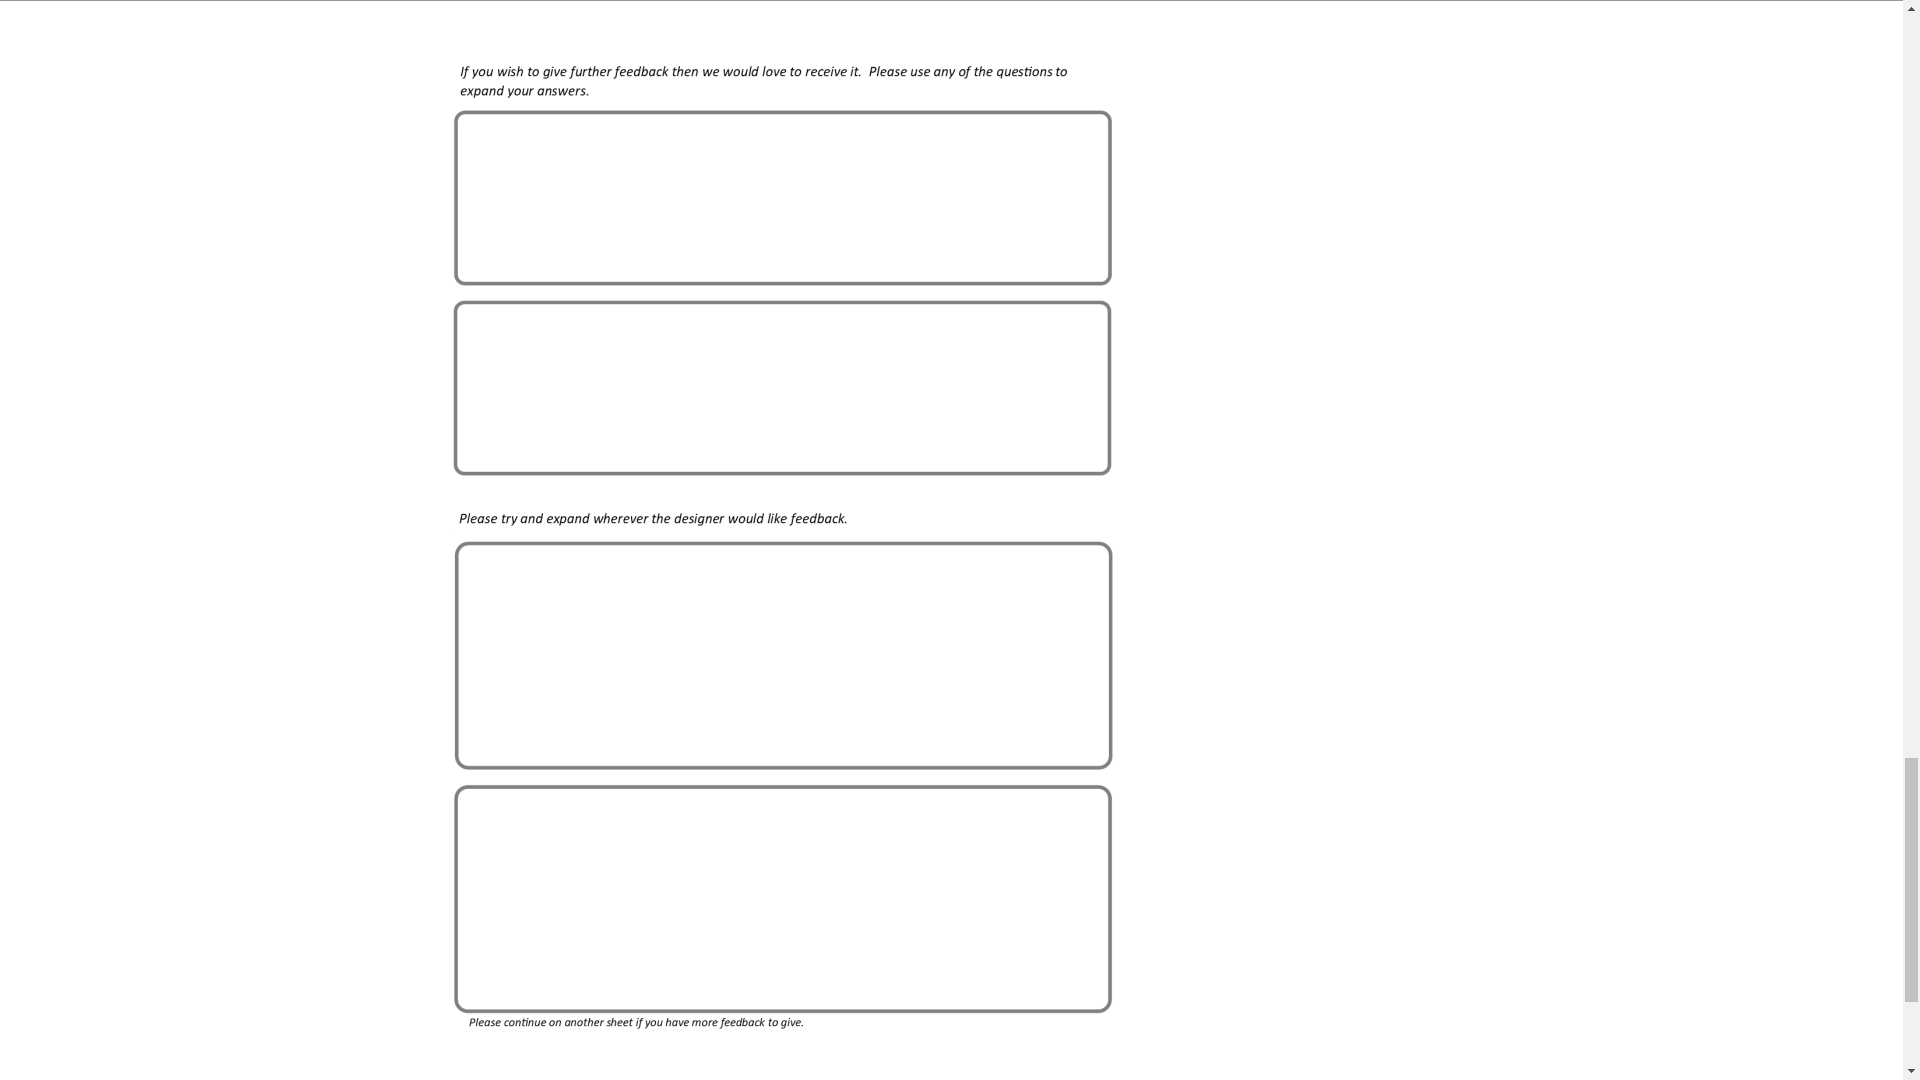 If you wish to give further feedback then we would love to receive it.  Please use any of the questions to
expand your answers.
Please try and expand wherever the designer would like feedback.
Please continue on another sheet if you have more feedback to give.